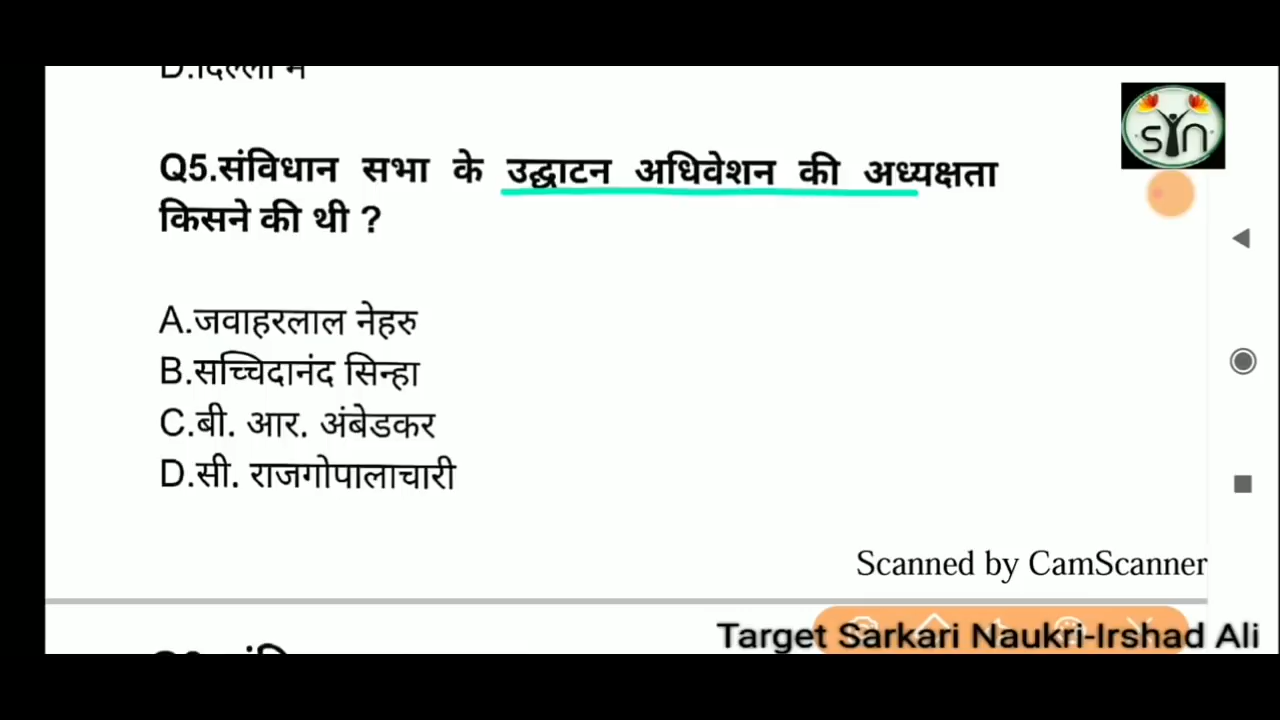 D.दिल्ली में
Q5.संविधान सभा के उद्घाटन अधिवेशन की अध्यक्षता
किसने की थी ?
A.जवाहरलाल नेहरु
B.सच्चिदानंद सिन्हा
C.बी. आर. अंबेडकर
D.सी. राजगोपालाचारी
Scanned by CamScanner
Target Sarkari Naukri-Irshad Ali
SYN